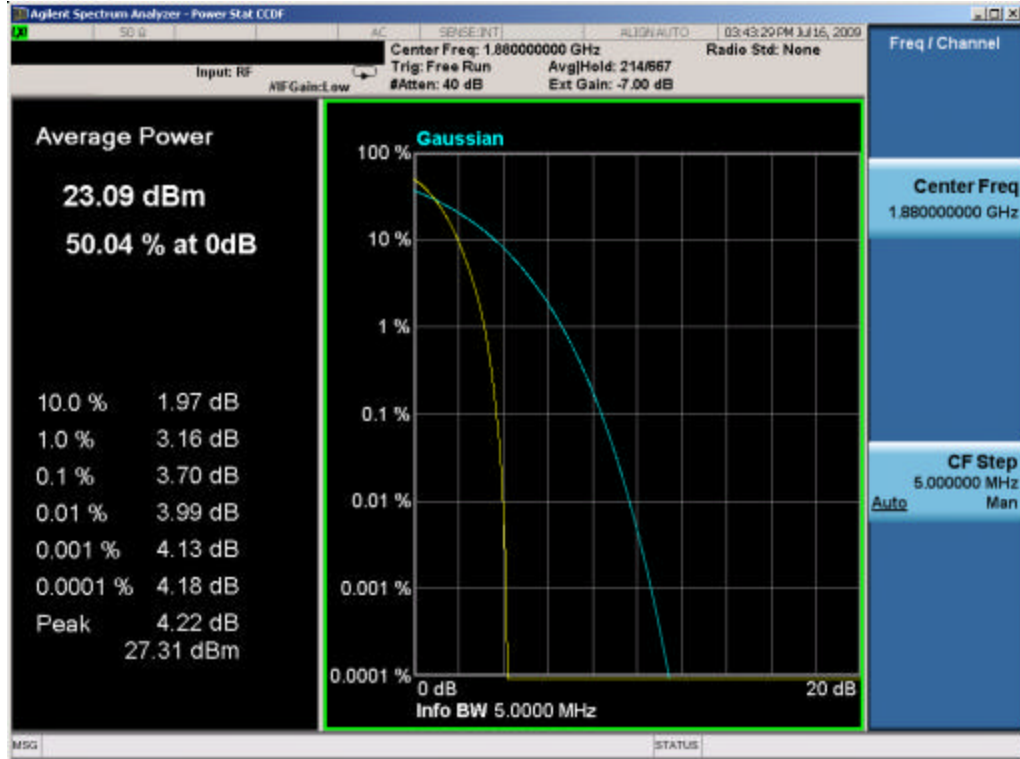 Agilent Spectrum Analyzer - Power Stat CCDF
50 Ω AC SENSE:INT ALIGN AUTO 03:43:29 PM Jul 16, 2009
Center Freq: 1.880000000 GHz Radio Std: None
Input: RF Trig: Free Run Avg|Hold: 214/667
#IFGain:Low #Atten: 40 dB Ext Gain: -7.00 dB
Freq / Channel
Average Power
23.09 dBm
50.04 % at 0dB
10.0 % 1.97 dB
1.0 % 3.16 dB
0.1 % 3.70 dB
0.01 % 3.99 dB
0.001 % 4.13 dB
0.0001 % 4.18 dB
Peak 4.22 dB
27.31 dBm
Gaussian
100 %
10 %
1 %
0.1 %
0.01 %
0.001 %
0.0001 %
0 dB 20 dB
Info BW 5.0000 MHz
Center Freq
1.880000000 GHz
CF Step
5.000000 MHz
Auto Man
MSG STATUS